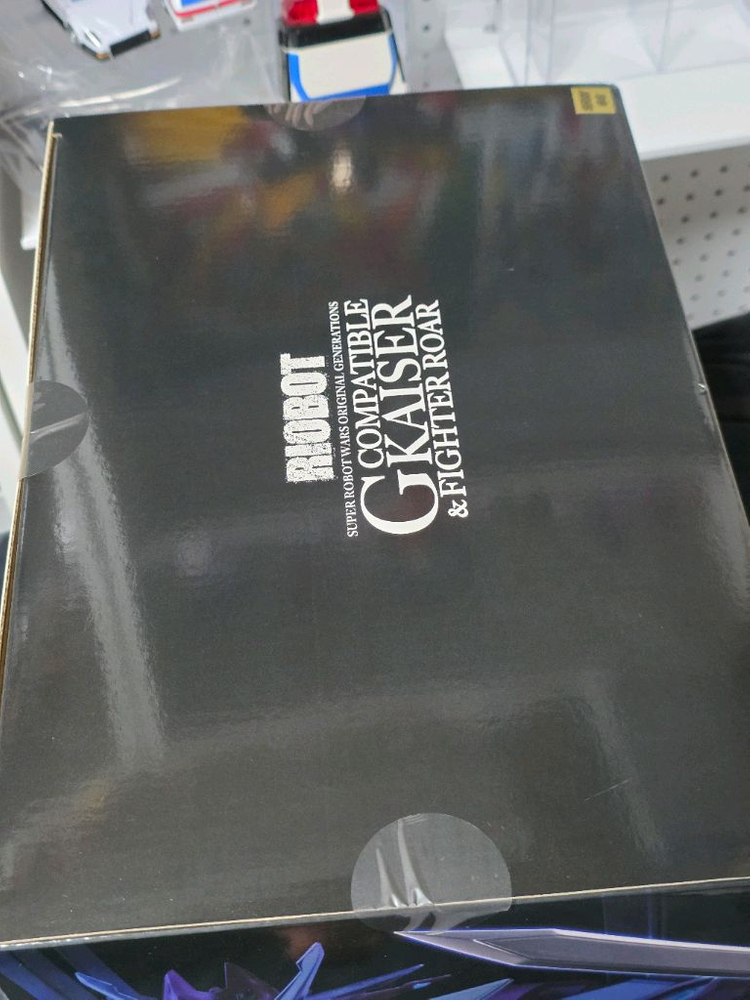 RIOBOT
SUPER ROBOT WARS ORIGINAL GENERATIONS
COMPATIBLE
GKAISER
& FIGHTER ROAR